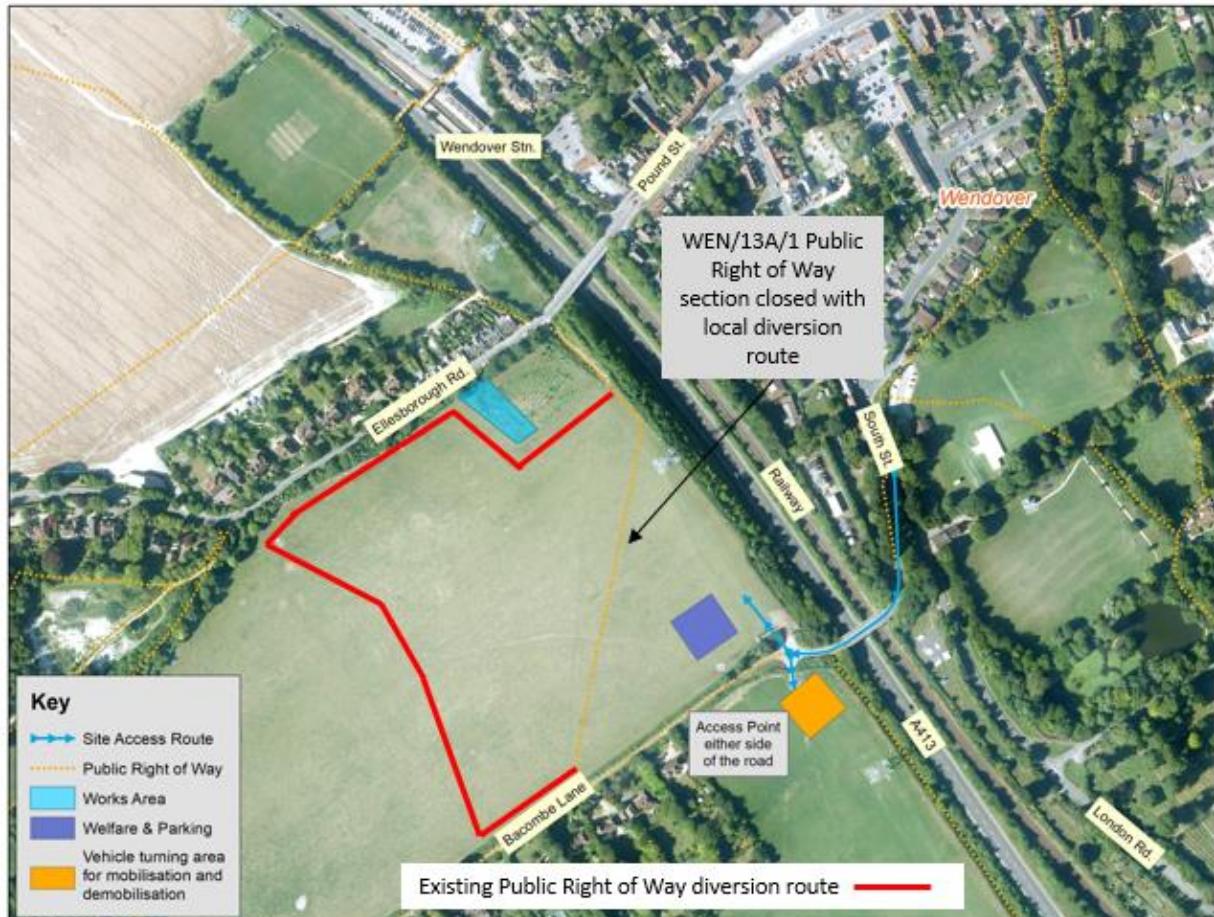 Wendover Stn.
Pound St.
Wendover
WEN/13A/1 Public
Right of Way
section closed with
local diversion
route
Ellesborough Rd.
South St.
Railway
Access Point
either side
of the road
A413
Bacombe Lane
London Rd.
Key
Site Access Route
Public Right of Way
Works Area
Welfare & Parking
Vehicle turning area
for mobilisation and
demobilisation
Existing Public Right of Way diversion route